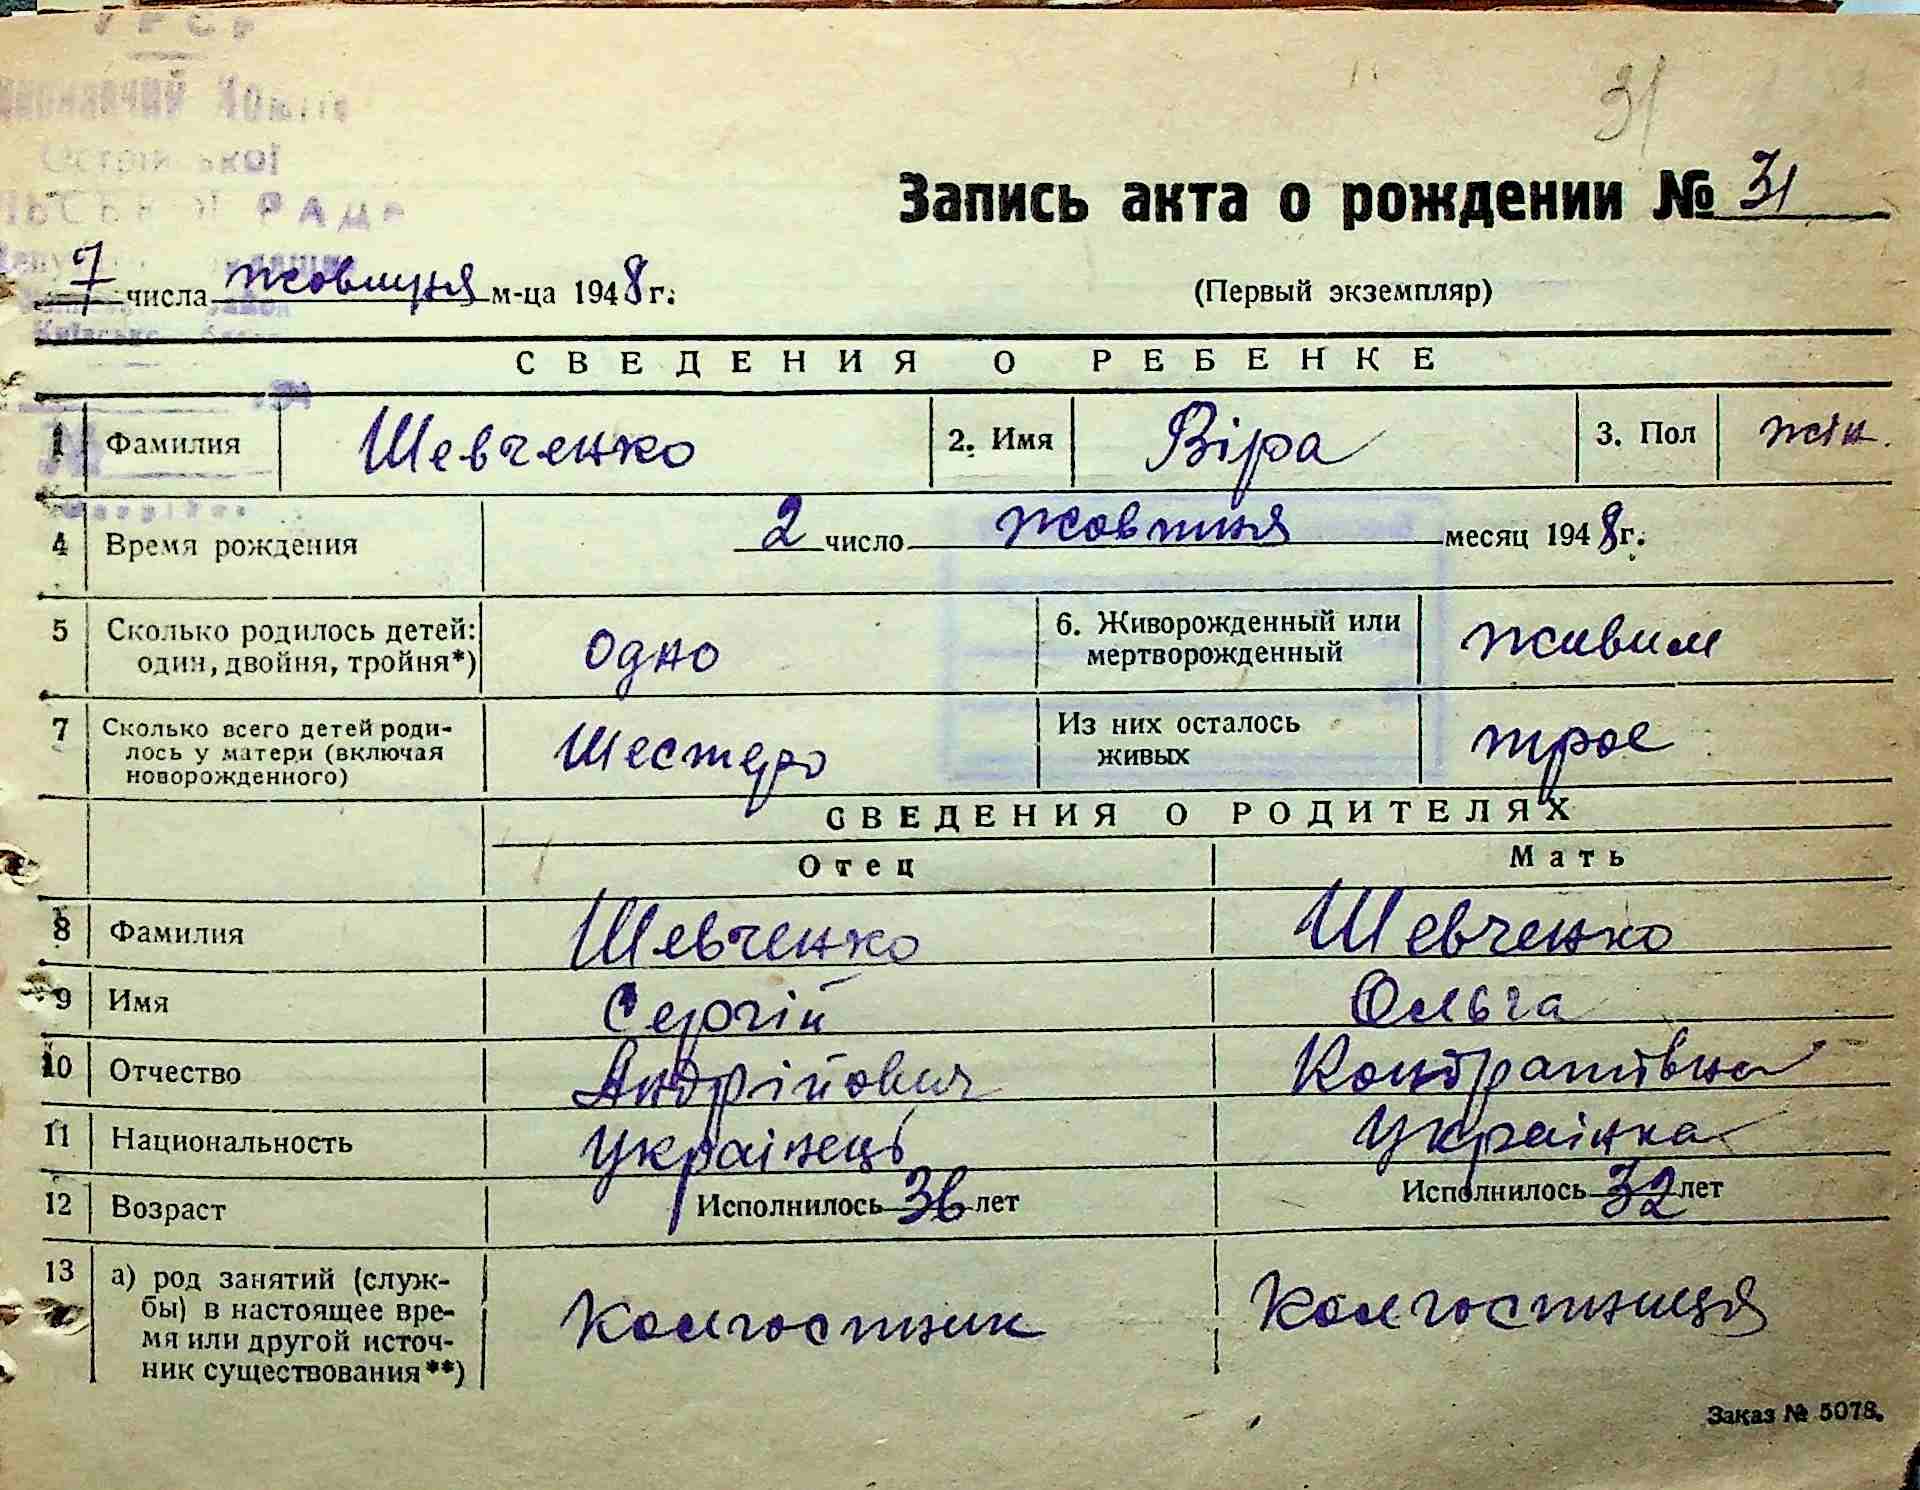 УРСР
31
РАДА
Запись акта о рождении № 31
7 числа жовтня м-ца 1948 г.
(Первый экземпляр)
СВЕДЕНИЯ О РЕБЕНКЕ
1 Фамилия Шевченко 2. Имя Віра 3. Пол жін.
4 Время рождения 2 число жовтня месяц 1948 г.
5 Сколько родилось детей: один, двойня, тройня*) одно 6. Живорожденный или мертворожденный живим
7 Сколько всего детей родилось у матери (включая новорожденного) Шестеро Из них осталось живых трое
СВЕДЕНИЯ О РОДИТЕЛЯХ
Отец Мать
8 Фамилия Шевченко Шевченко
9 Имя Сергій Ольга
10 Отчество Андрійович Кондратівна
11 Национальность Українець Українка
12 Возраст Исполнилось 36 лет Исполнилось 32 лет
13 а) род занятий (службы) в настоящее время или другой источник существования**) Колгостник Колгостниця
Заказ № 5078.